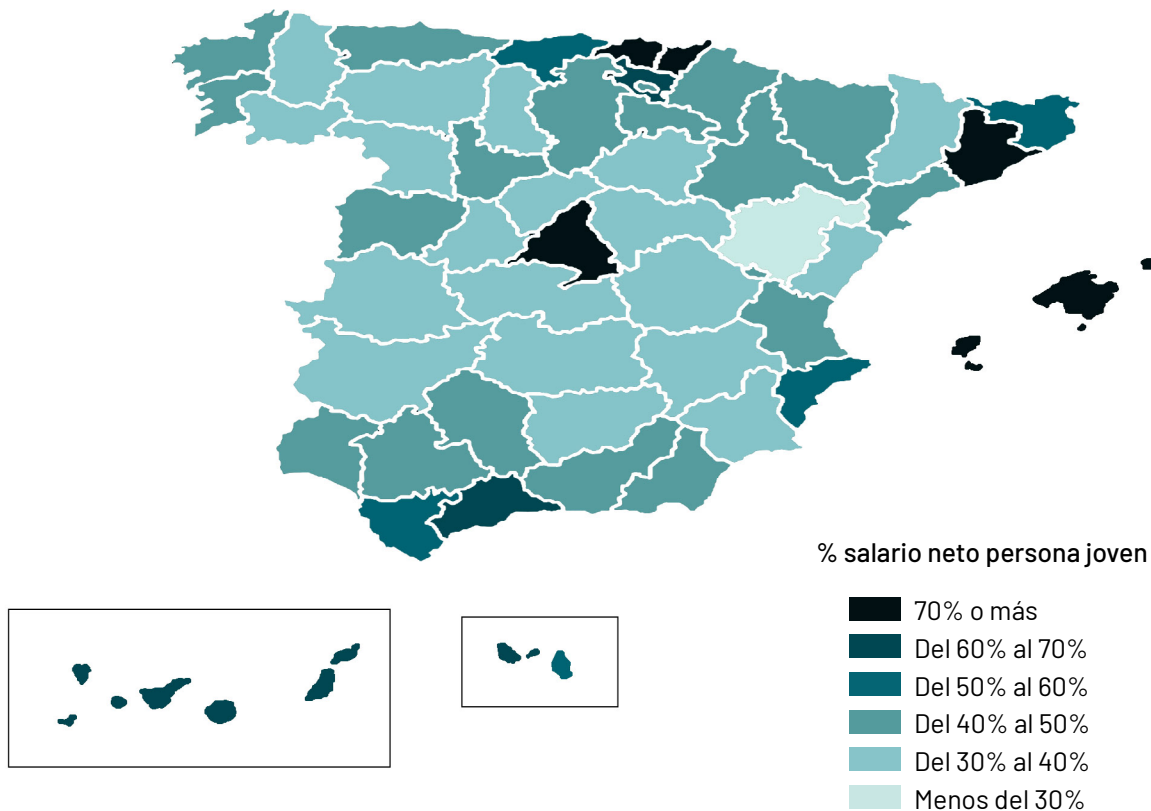 % salario neto persona joven
70% o más
Del 60% al 70%
Del 50% al 60%
Del 40% al 50%
Del 30% al 40%
Menos del 30%